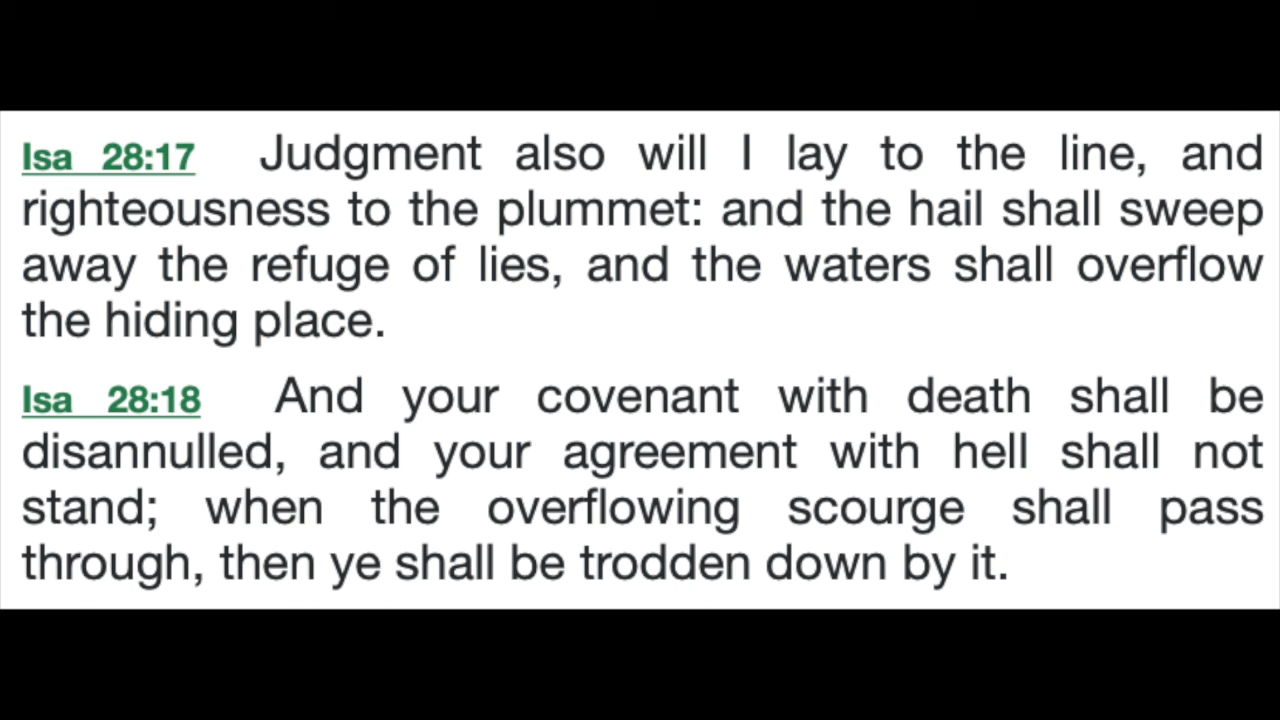 Isa 28:17 Judgment also will I lay to the line, and
righteousness to the plummet: and the hail shall sweep
away the refuge of lies, and the waters shall overflow
the hiding place.
Isa 28:18 And your covenant with death shall be
disannulled, and your agreement with hell shall not
stand; when the overflowing scourge shall pass
through, then ye shall be trodden down by it.